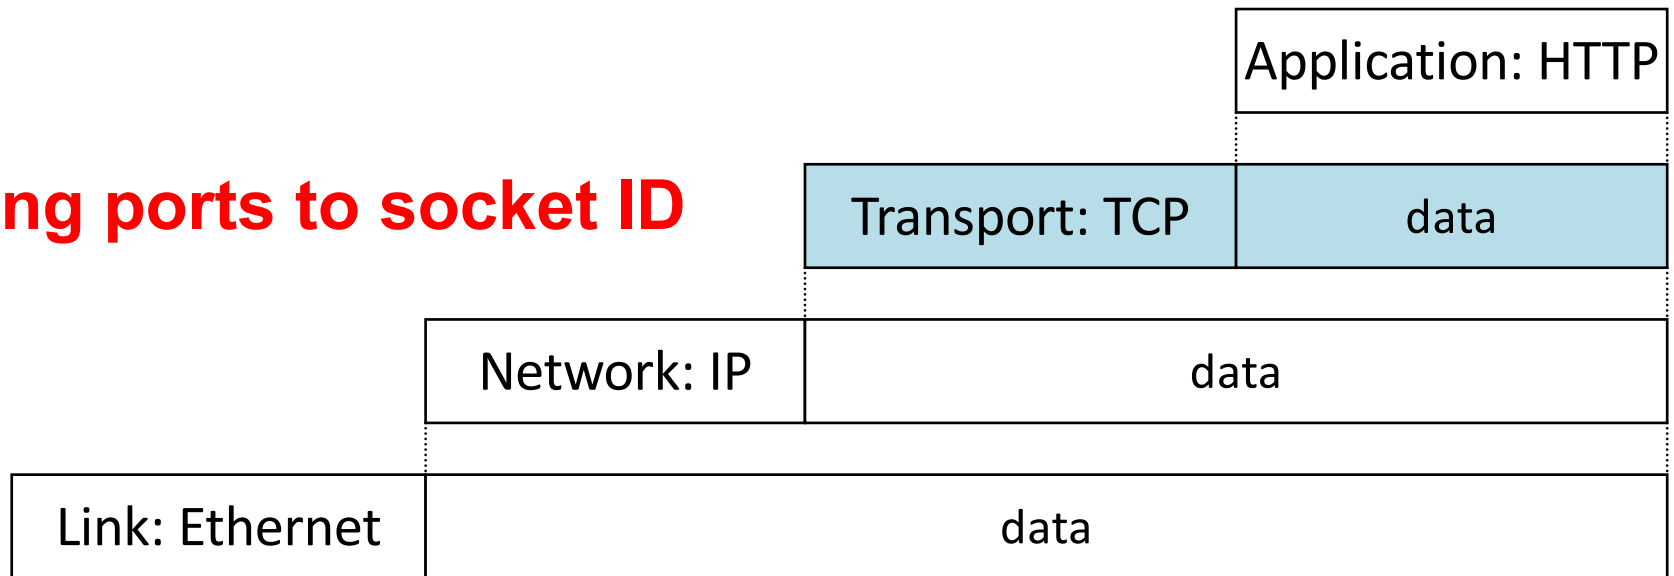 Application: HTTP
ng ports to socket ID
Transport: TCP data
Network: IP data
Link: Ethernet data